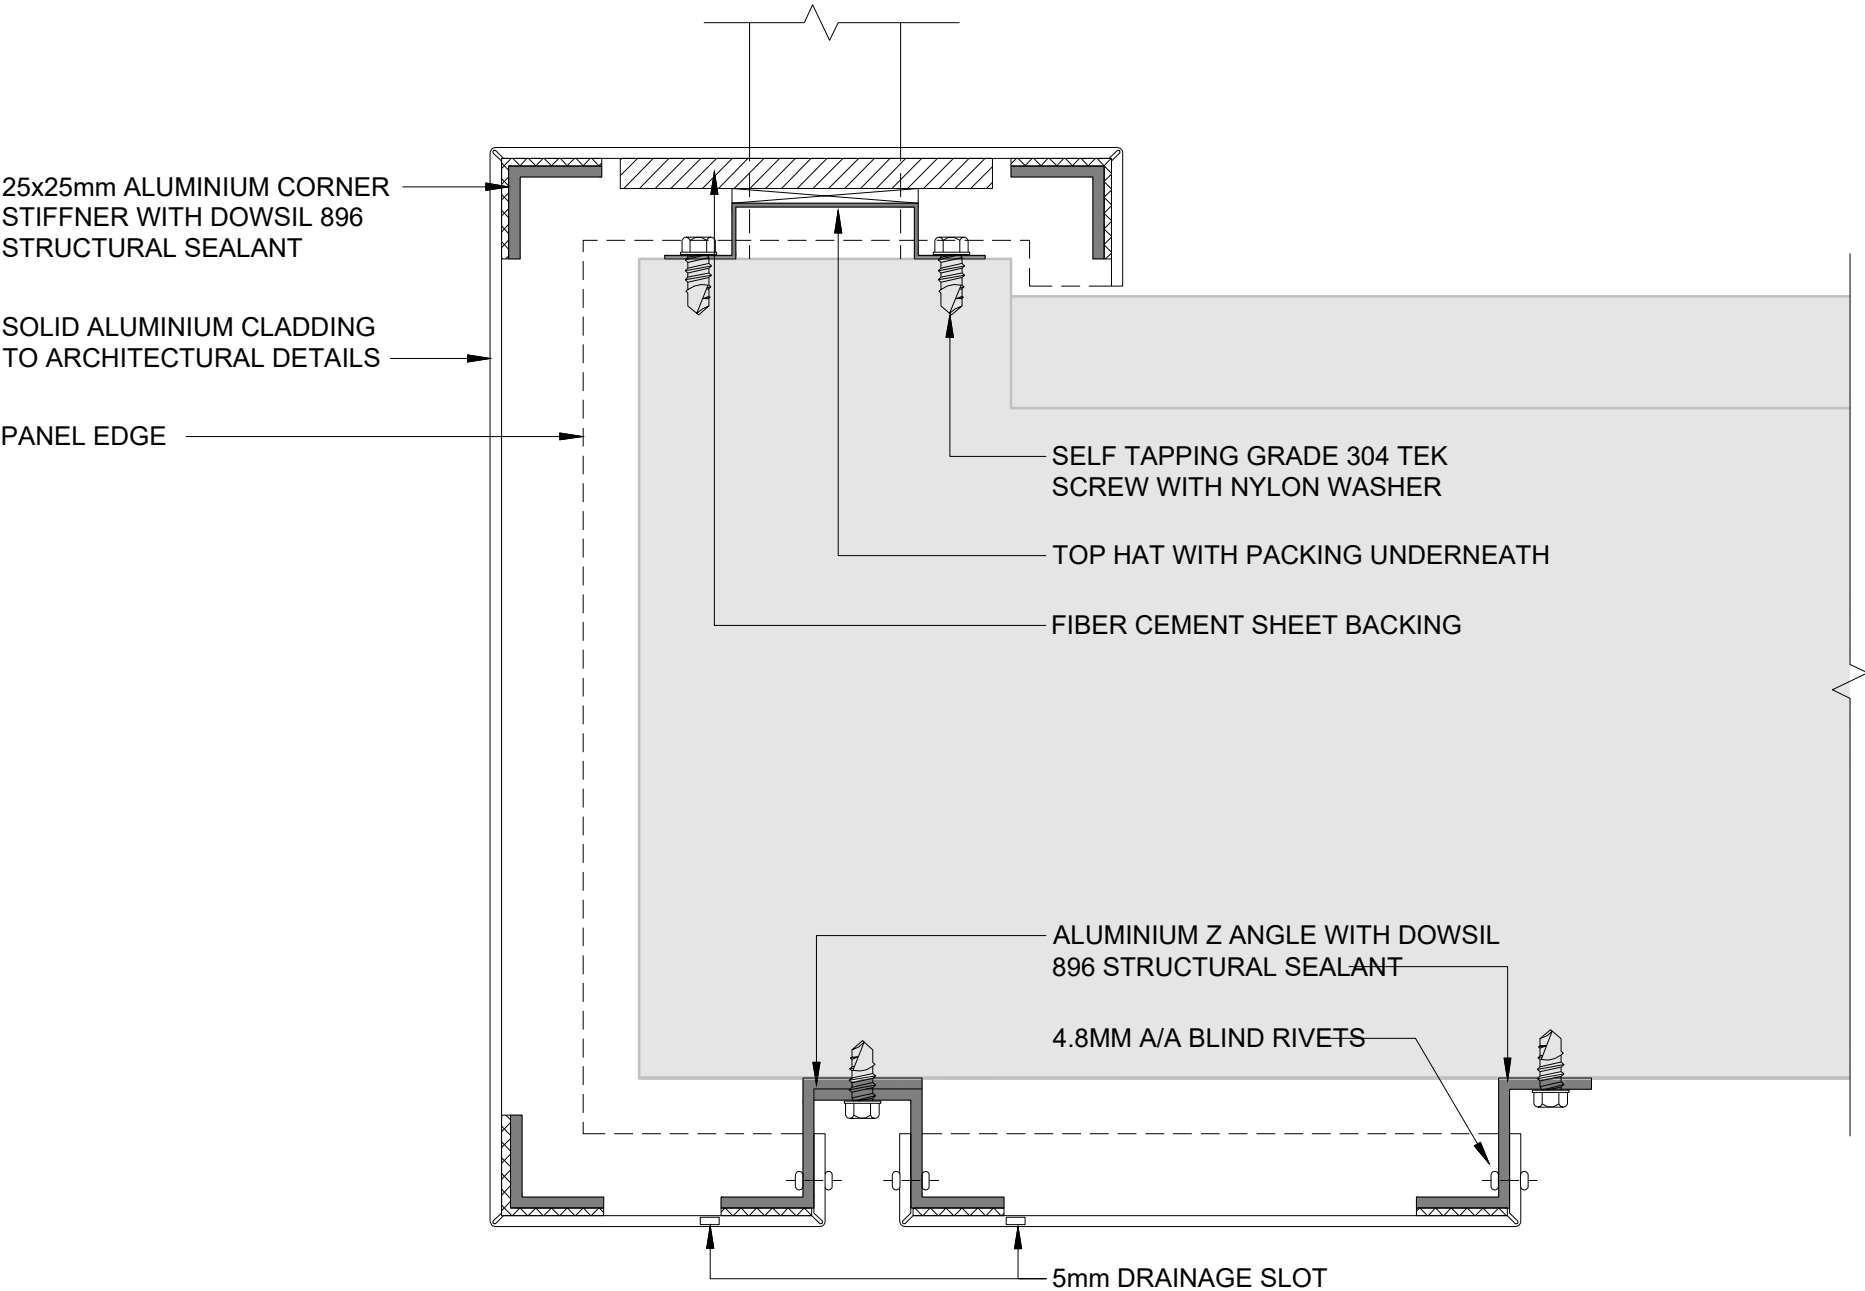 25x25mm ALUMINIUM CORNER
STIFFNER WITH DOWSIL 896
STRUCTURAL SEALANT
SOLID ALUMINIUM CLADDING
TO ARCHITECTURAL DETAILS
PANEL EDGE
SELF TAPPING GRADE 304 TEK
SCREW WITH NYLON WASHER
TOP HAT WITH PACKING UNDERNEATH
FIBER CEMENT SHEET BACKING
ALUMINIUM Z ANGLE WITH DOWSIL
896 STRUCTURAL SEALANT
4.8MM A/A BLIND RIVETS
5mm DRAINAGE SLOT